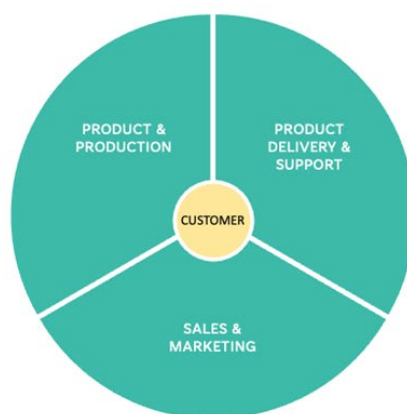 PRODUCT &
PRODUCTION
PRODUCT
DELIVERY &
SUPPORT
CUSTOMER
SALES &
MARKETING